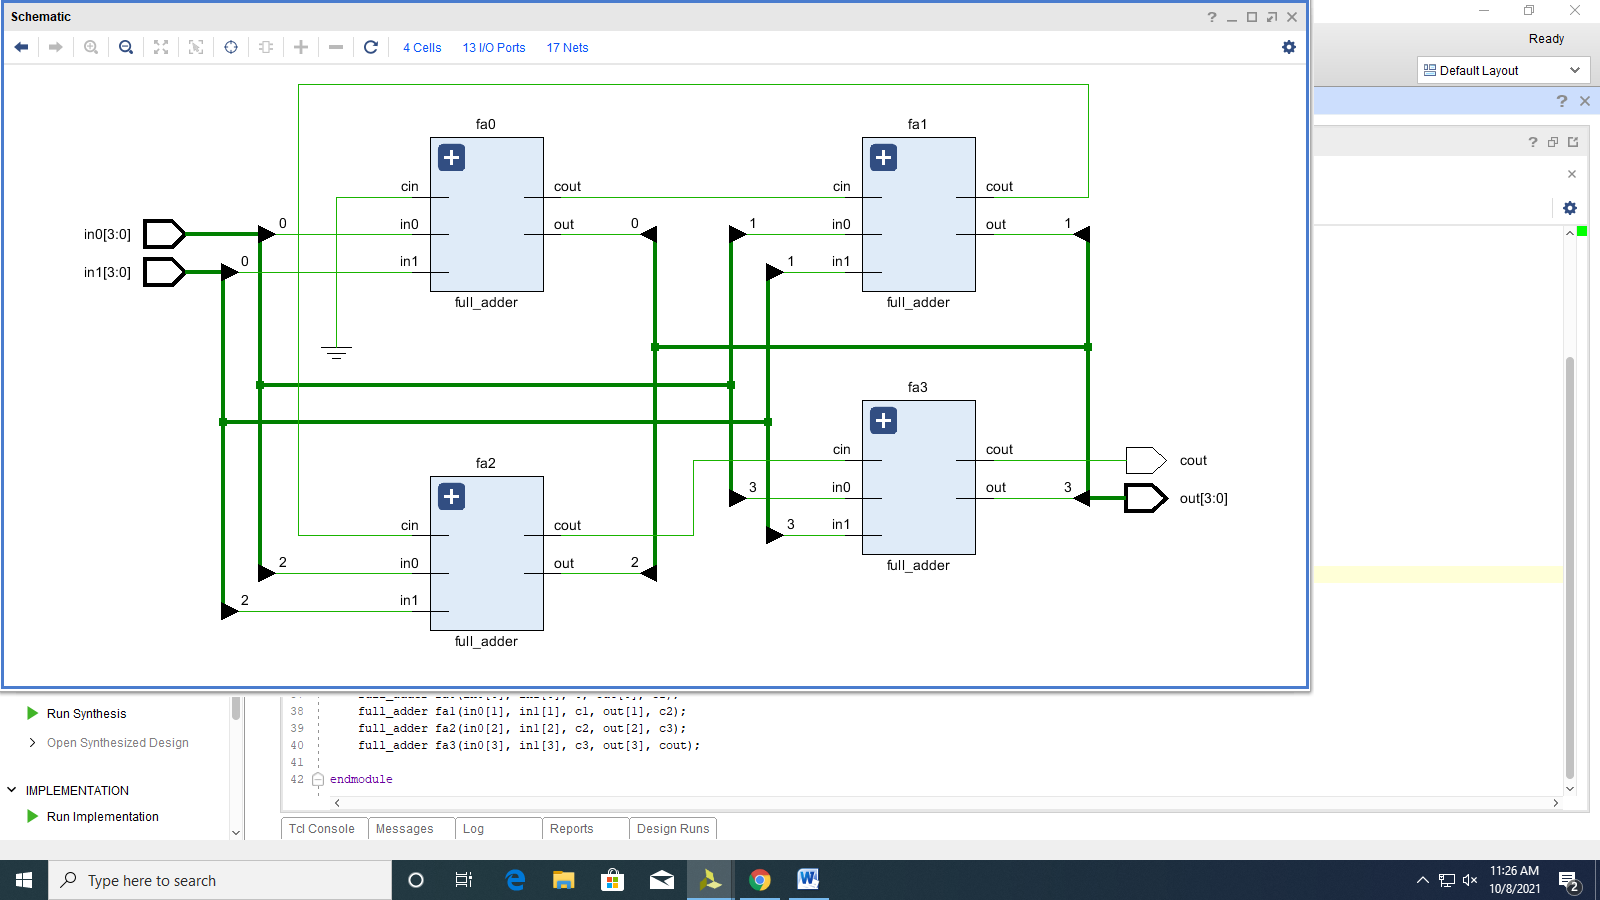 Schematic
4 Cells 13 I/O Ports 17 Nets
Ready
Default Layout
fa0
cin
in0
in1
cout
out
full_adder
fa1
cin
in0
in1
cout
out
full_adder
in0[3:0]
in1[3:0]
0
0
0
1
1
1
fa2
cin
in0
in1
cout
out
full_adder
fa3
cin
in0
in1
cout
out
full_adder
2
2
2
3
3
3
cout
out[3:0]
Run Synthesis
Open Synthesized Design
IMPLEMENTATION
Run Implementation
38 full_adder fa1(in0[1], in1[1], c1, out[1], c2);
39 full_adder fa2(in0[2], in1[2], c2, out[2], c3);
40 full_adder fa3(in0[3], in1[3], c3, out[3], cout);
41
42 endmodule
Tcl Console Messages Log Reports Design Runs
Type here to search
11:26 AM
10/8/2021
2